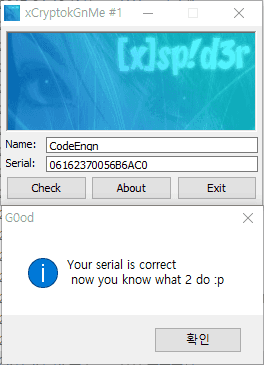 xCryptokGnMe #1
[x]sp!d3r
Name: CodeEngn
Serial: 06162370056B6AC0
Check About Exit
G0od
Your serial is correct
now you know what 2 do :p
확인